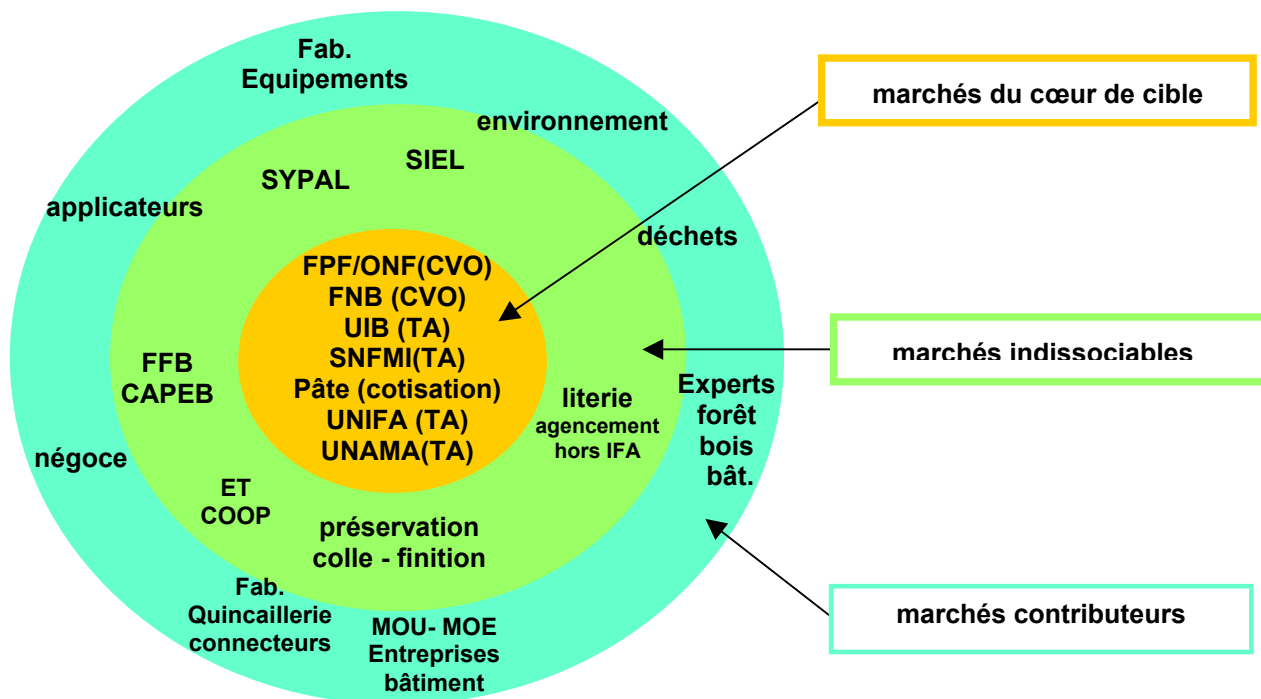 Fab.
Equipements
environnement
SIEL
SYPAL
applicateurs
déchets
FPF/ONF(CVO)
FNB (CVO)
UIB (TA)
SNFMI(TA)
Pâte (cotisation)
UNIFA (TA)
UNAMA(TA)
FFB
CAPEB
literie
agencement
hors IFA
Experts
forêt
bois
bât.
négoce
ET
COOP
préservation
colle - finition
Fab.
Quincaillerie
connecteurs
MOU- MOE
Entreprises
bâtiment
marchés du cœur de cible
marchés indissociables
marchés contributeurs